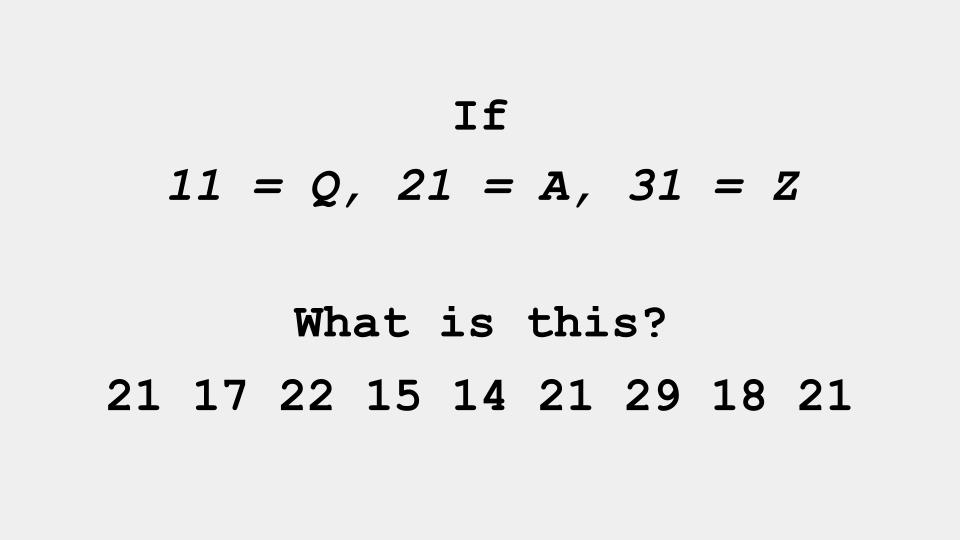 If
11 = Q, 21 = A, 31 = Z
What is this?
21 17 22 15 14 21 29 18 21